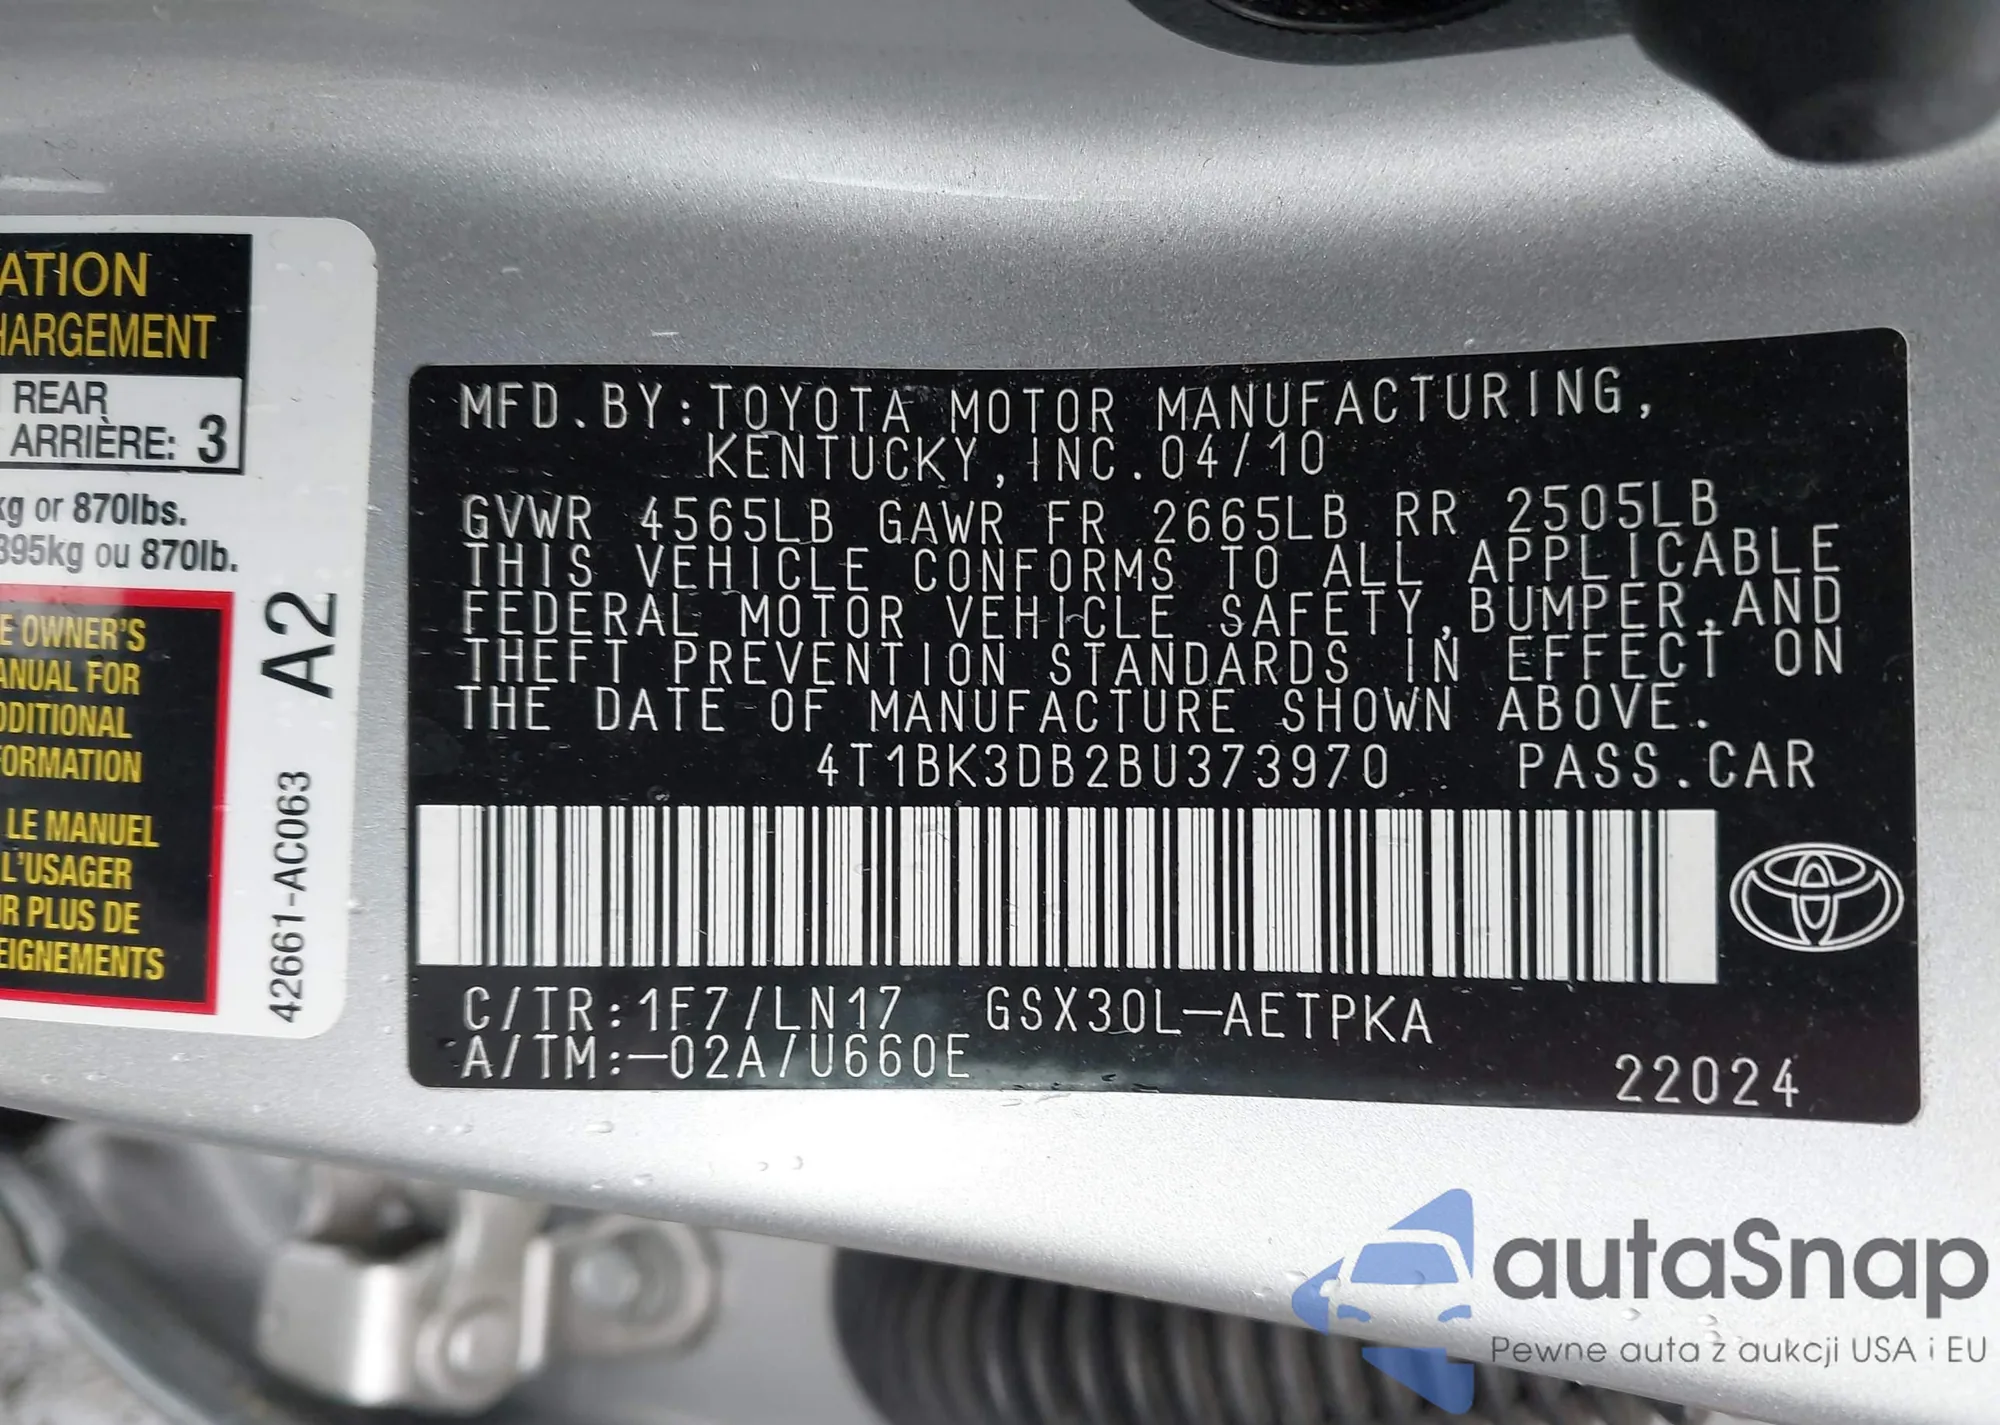 ATION
HARGEMENT
REAR
ARRIÈRE: 3
kg or 870lbs.
395kg ou 870lb.
E OWNER'S
ANUAL FOR
DDITIONAL
FORMATION
LE MANUEL
L'USAGER
R PLUS DE
EIGNEMENTS
42661-AC063 A2
MFD.BY:TOYOTA MOTOR MANUFACTURING,
KENTUCKY,INC.04/10
GVWR 4565LB GAWR FR 2665LB RR 2505LB
THIS VEHICLE CONFORMS TO ALL APPLICABLE
FEDERAL MOTOR VEHICLE SAFETY,BUMPER,AND
THEFT PREVENTION STANDARDS IN EFFECT ON
THE DATE OF MANUFACTURE SHOWN ABOVE.
4T1BK3DB2BU373970 PASS.CAR
C/TR:1F7/LN17 GSX30L-AETPKA
A/TM:-02A/U660E
22024
autaSnap
Pewne auta z aukcji USA i EU